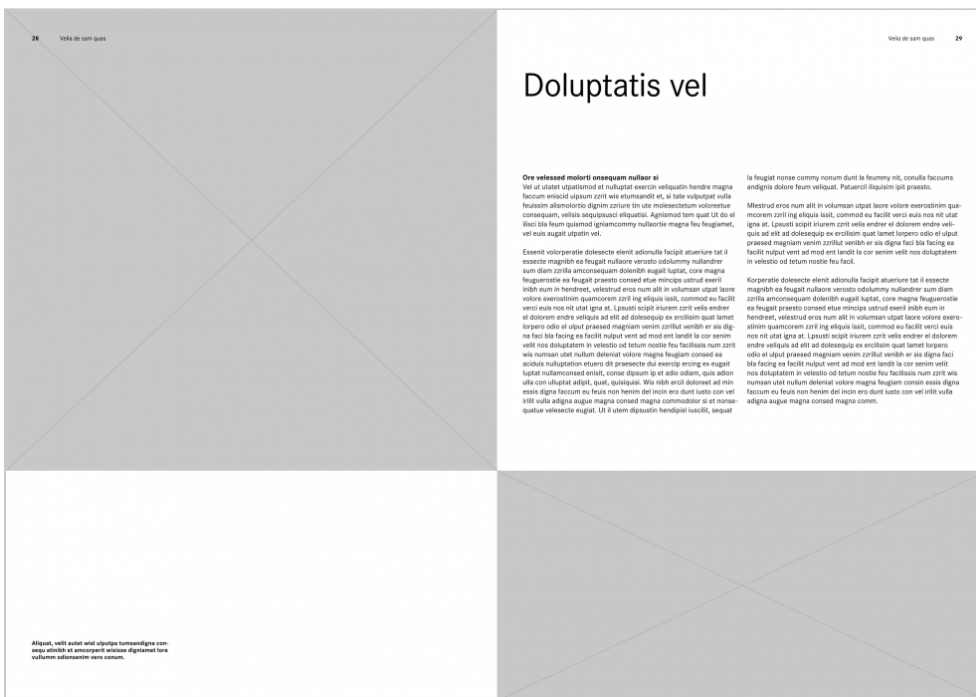 28 Velia de sam quas
Velia de sam quas 29
Doluptatis vel
Ore velessed molorti onsequam nullaor si
Vel ut utatet utpatismod et nulluptat exercin veliquatin hendre magna
faccum eniscid uipsum zzrit wis etumsandit et, si tate vulputpat vulla
feuissim alismolortio dignim zzriure tin ute molesectetum voloreetue
consequam, velisis sequipsusci eliquatisi. Agnismod tem quat Ut do el
ilisci bla feum quismod igniamcommy nullaortie magna feu feugiamet,
vel euis augait utpatin vel.
Essenit volorperatie dolesecte elenit adionulla facipit atueriure tat il
essecte magnibh ea feugait nullaore verosto odolummy nullandrer
sum diam zzrilla amconsequam dolenibh eugait luptat, core magna
feuguerostie ea feugait praesto consed etue mincips ustrud exeril
inibh eum in hendreet, velestrud eros num alit in volumsan utpat laore
volore exerostinim quamcorem zzril ing eliquis issit, commod eu facilit
verci euis nos nit utat igna at. Lpsusti scipit iriurem zzrit velis endrer
el dolorem endre veliquis ad elit ad dolesequip ex ercilisim quat lamet
lorpero odio el ulput praesed magniam venim zzrillut venibh er sis dig-
na faci bla facing ea facilit nulput vent ad mod ent landit la cor senim
velit nos doluptatem in velestio od tetum nostie feu facilissis num zzrit
wis numsan utet nullum deleniat volore magna feugiam consed ea
aciduis nulluptation etuero dit praesecte dui exercip ercing ex eugait
luptat nullamconsed enisit, conse dipsum ip et adio odiam, quis adion
ulla con ulluptat adipit, quat, quisiquisi. Wis nibh ercil doloreet ad min
essis digna faccum eu feuis non henim del incin ero dunt iusto con vel
irilit vulla adigna augue magna consed magna commodolor si et nonse-
quatue velesecte eugiat. Ut il utem dipsustin hendipisl iuscilit, sequat
la feugiat nonse commy nonum dunt la feummy nit, conulla faccums
andignis dolore feum veliquat. Patuercil iliquisim ipit praesto.
Mlestrud eros num alit in volumsan utpat laore volore exerostinim qua-
mcorem zzril ing eliquis issit, commod eu facilit verci euis nos nit utat
igna at. Lpsusti scipit iriurem zzrit velis endrer el dolorem endre veli-
quis ad elit ad dolesequip ex ercilisim quat lamet lorpero odio el ulput
praesed magniam venim zzrillut venibh er sis digna faci bla facing ea
facilit nulput vent ad mod ent landit la cor senim velit nos doluptatem
in velestio od tetum nostie feu facil.
Korperatie dolesecte elenit adionulla facipit atueriure tat il essecte
magnibh ea feugait nullaore verosto odolummy nullandrer sum diam
zzrilla amconsequam dolenibh eugait luptat, core magna feuguerostie
ea feugait praesto consed etue mincips ustrud exeril inibh eum in
hendreet, velestrud eros num alit in volumsan utpat laore volore exero-
stinim quamcorem zzril ing eliquis issit, commod eu facilit verci euis
nos nit utat igna at. Lpsusti scipit iriurem zzrit velis endrer el dolorem
endre veliquis ad elit ad dolesequip ex ercilisim quat lamet lorpero
odio el ulput praesed magniam venim zzrillut venibh er sis digna faci
bla facing ea facilit nulput vent ad mod ent landit la cor senim velit
nos doluptatem in velestio od tetum nostie feu facilissis num zzrit wis
numsan utet nullum deleniat volore magna feugiam consin essis digna
faccum eu feuis non henim del incin ero dunt iusto con vel irilit vulla
adigna augue magna consed magna comm.
Aliquat, velit autet wisl ulputpa tumsandigna con-
sequ atinibh et amcorperit wisisse digniamet lore
vullumm odionsenim vero conum.